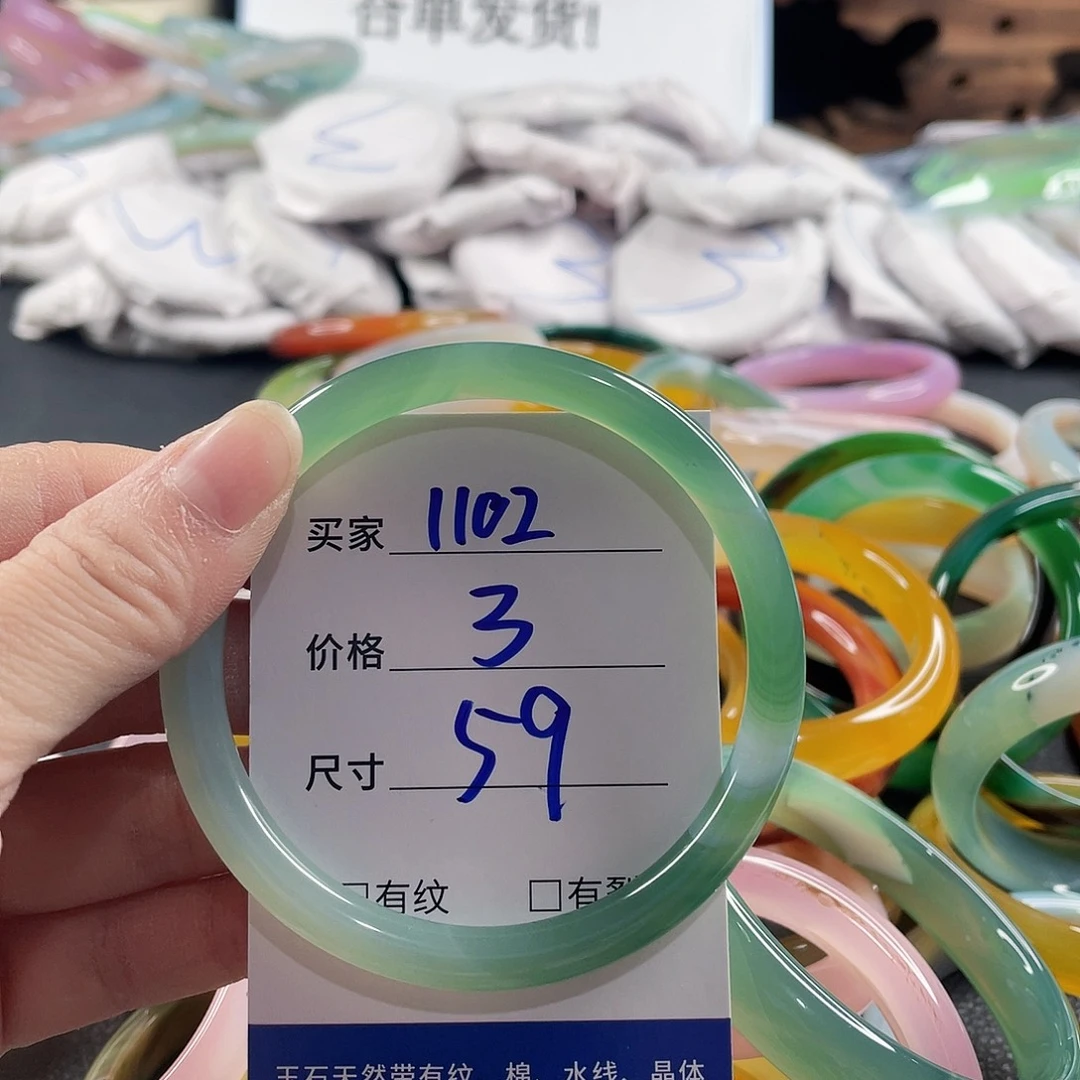 合单发货!
买家 1102
价格 3
尺寸 59
□有纹 □有裂
玉石天然带有纹、棉、水线、晶体